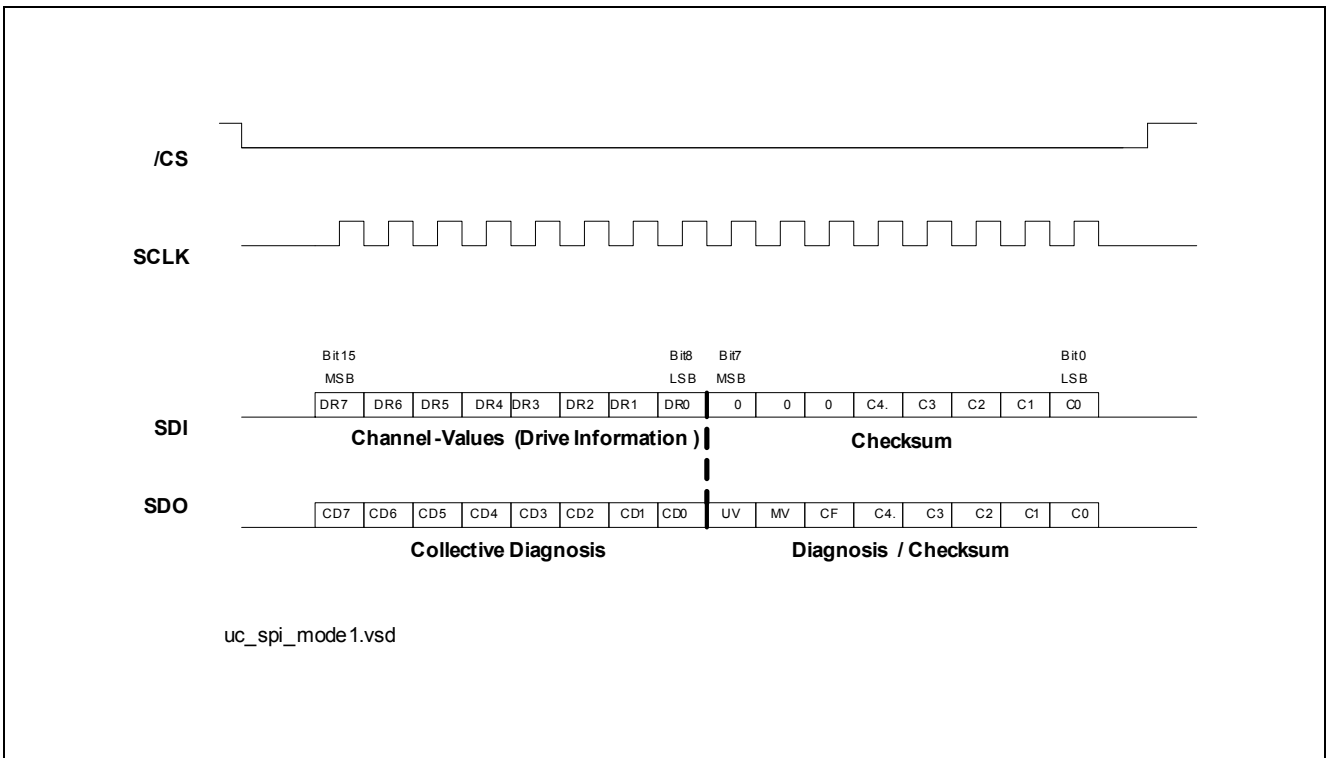 /CS
SCLK
Bit15 Bit8 Bit7 Bit0
MSB LSB MSB LSB
SDI DR7 DR6 DR5 DR4 DR3 DR2 DR1 DR0 0 0 0 C4. C3 C2 C1 C0
Channel-Values (Drive Information ) Checksum
SDO CD7 CD6 CD5 CD4 CD3 CD2 CD1 CD0 UV MV CF C4. C3 C2 C1 C0
Collective Diagnosis Diagnosis / Checksum
uc_spi_mode1.vsd